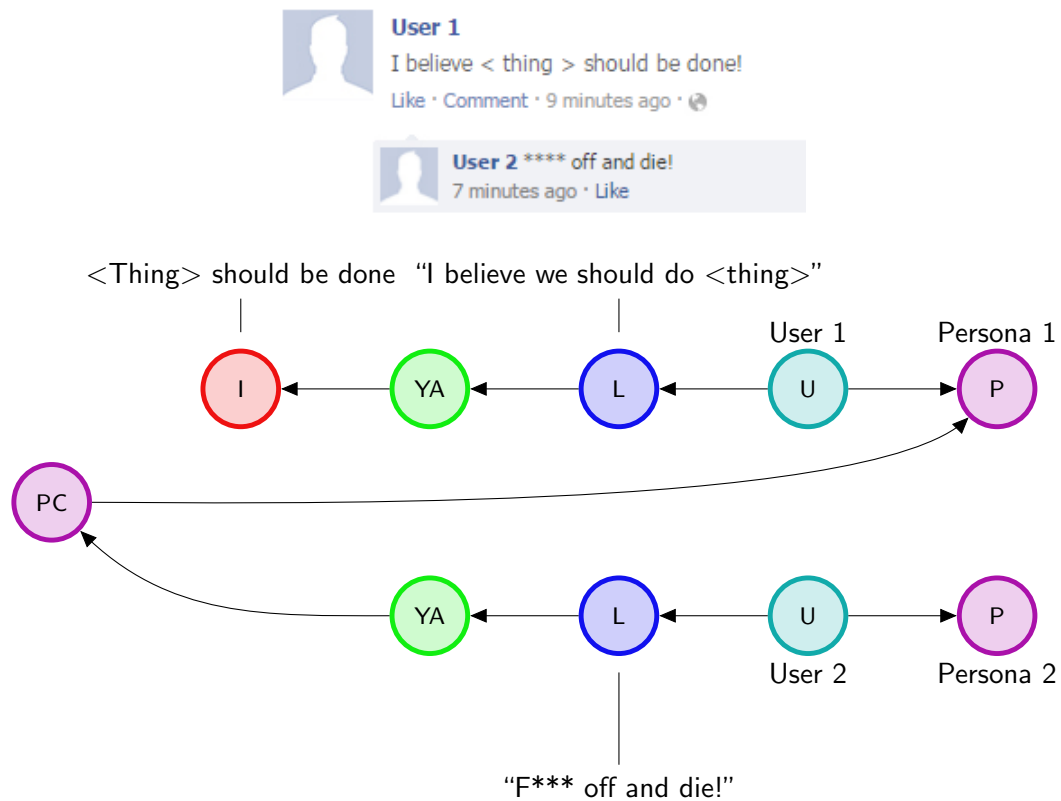 User 1
I believe < thing > should be done!
Like · Comment · 9 minutes ago ·
User 2 **** off and die!
7 minutes ago · Like
<Thing> should be done “I believe we should do <thing>”
User 1 Persona 1
I YA L U P
PC
YA L U P
User 2 Persona 2
“F*** off and die!”